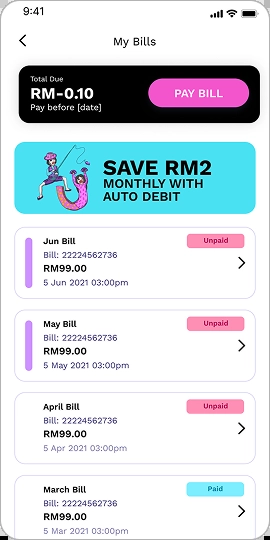 9:41
My Bills
Total Due
RM-0.10
Pay before [date]
PAY BILL
SAVE RM2
MONTHLY WITH
AUTO DEBIT
Jun Bill
Unpaid
Bill: 22224562736
RM99.00
5 Jun 2021 03:00pm
May Bill
Unpaid
Bill: 22224562736
RM99.00
5 May 2021 03:00pm
April Bill
Unpaid
Bill: 22224562736
RM99.00
5 Apr 2021 03:00pm
March Bill
Paid
Bill: 22224562736
RM99.00
5 Mar 2021 03:00pm